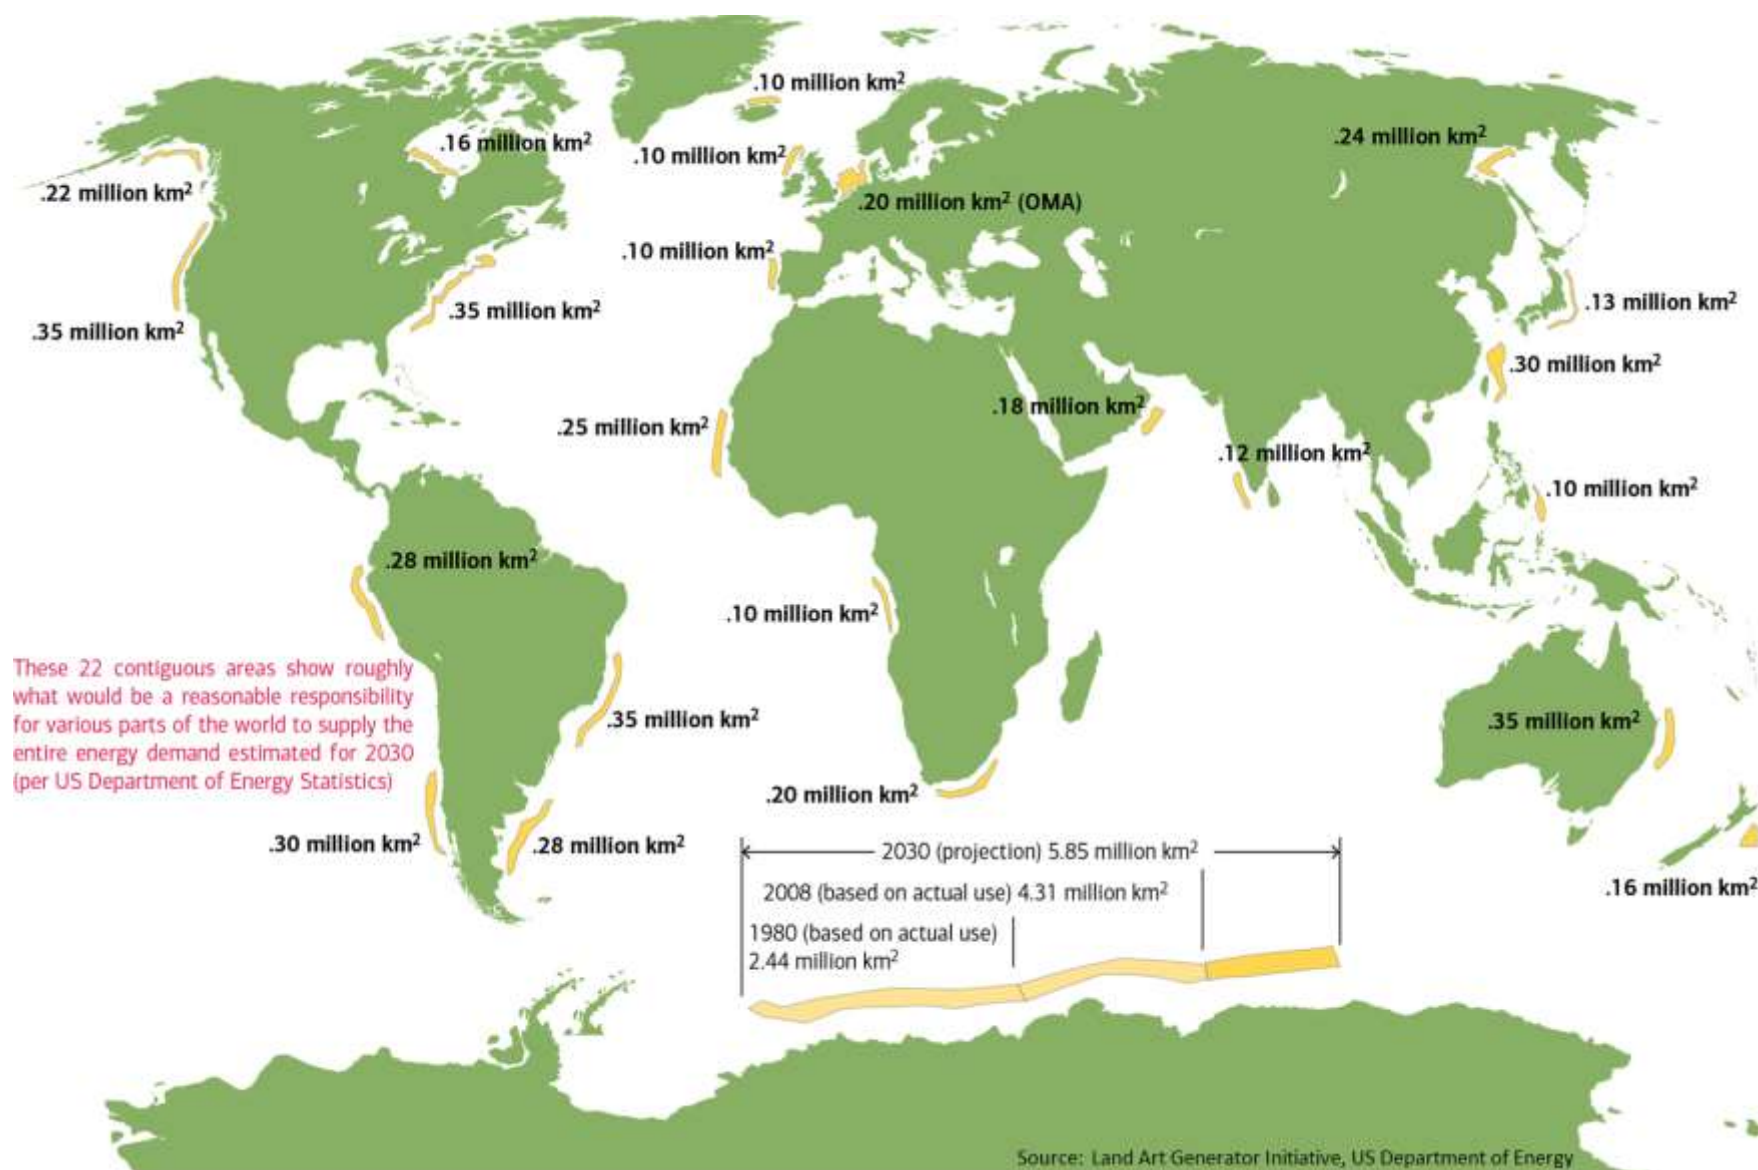 .10 million km²
.16 million km²
.10 million km²
.24 million km²
.22 million km²
.20 million km² (OMA)
.10 million km²
.35 million km²
.35 million km²
.13 million km²
.30 million km²
.25 million km²
.18 million km²
.12 million km²
.10 million km²
.28 million km²
.10 million km²
These 22 contiguous areas show roughly
what would be a reasonable responsibility
for various parts of the world to supply the
entire energy demand estimated for 2030
(per US Department of Energy Statistics)
.35 million km²
.35 million km²
.20 million km²
.30 million km²
.28 million km²
2030 (projection) 5.85 million km²
2008 (based on actual use) 4.31 million km²
.16 million km²
1980 (based on actual use)
2.44 million km²
Source: Land Art Generator Initiative, US Department of Energy